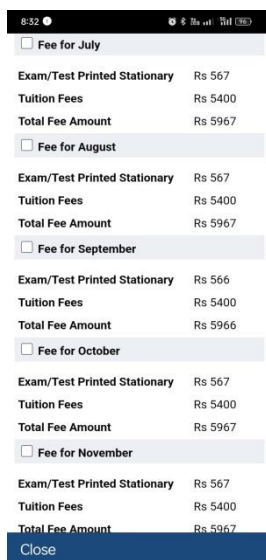 8:32
96
Fee for July
Exam/Test Printed Stationary Rs 567
Tuition Fees Rs 5400
Total Fee Amount Rs 5967
Fee for August
Exam/Test Printed Stationary Rs 567
Tuition Fees Rs 5400
Total Fee Amount Rs 5967
Fee for September
Exam/Test Printed Stationary Rs 566
Tuition Fees Rs 5400
Total Fee Amount Rs 5966
Fee for October
Exam/Test Printed Stationary Rs 567
Tuition Fees Rs 5400
Total Fee Amount Rs 5967
Fee for November
Exam/Test Printed Stationary Rs 567
Tuition Fees Rs 5400
Total Fee Amount Rs 5967
Close